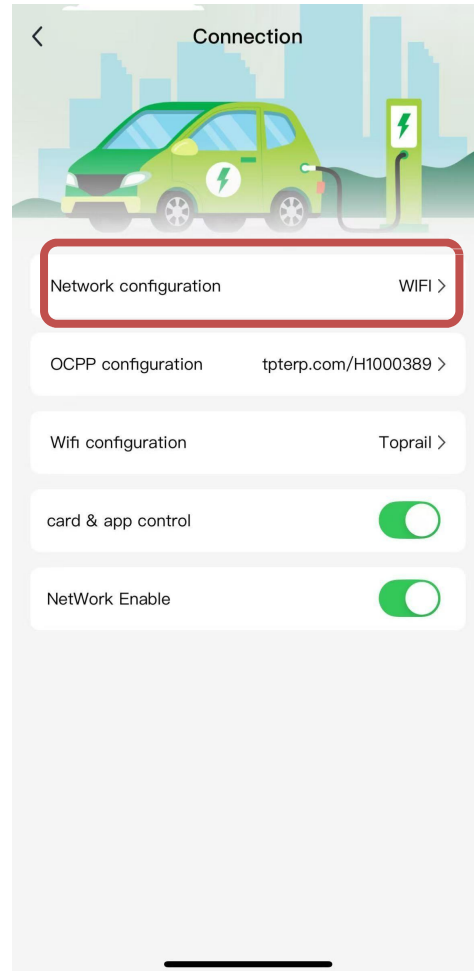 Connection
Network configuration WIFI >
OCPP configuration tpterp.com/H1000389 >
Wifi configuration Toprail >
card & app control
NetWork Enable